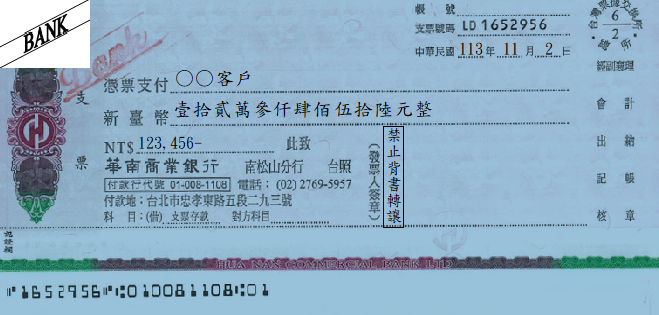 BANK
Bank
帳 號
支票號碼 LD1652956
中華民國 113 年 11 月 2 日
台灣票據交換所
6
2
憑票支付 〇〇客戶
新臺幣 壹拾貳萬參仟肆佰伍拾陸元整
NT$ 123,456- 此致
華南商業銀行 南松山分行 台照
付款行代號 01-008-1108 電話：(02) 2769-5957
付款地：台北市忠孝東路五段二九三號
科 目：(借) 支票存款 對方科目
支
票
(發票人簽章)
禁止背書轉讓
經副襄理
會 計
出 納
記 帳
核 章
HUA NAN COMMERCIAL BANK LTD
⑈1652956⑈⑆010081108⑆01